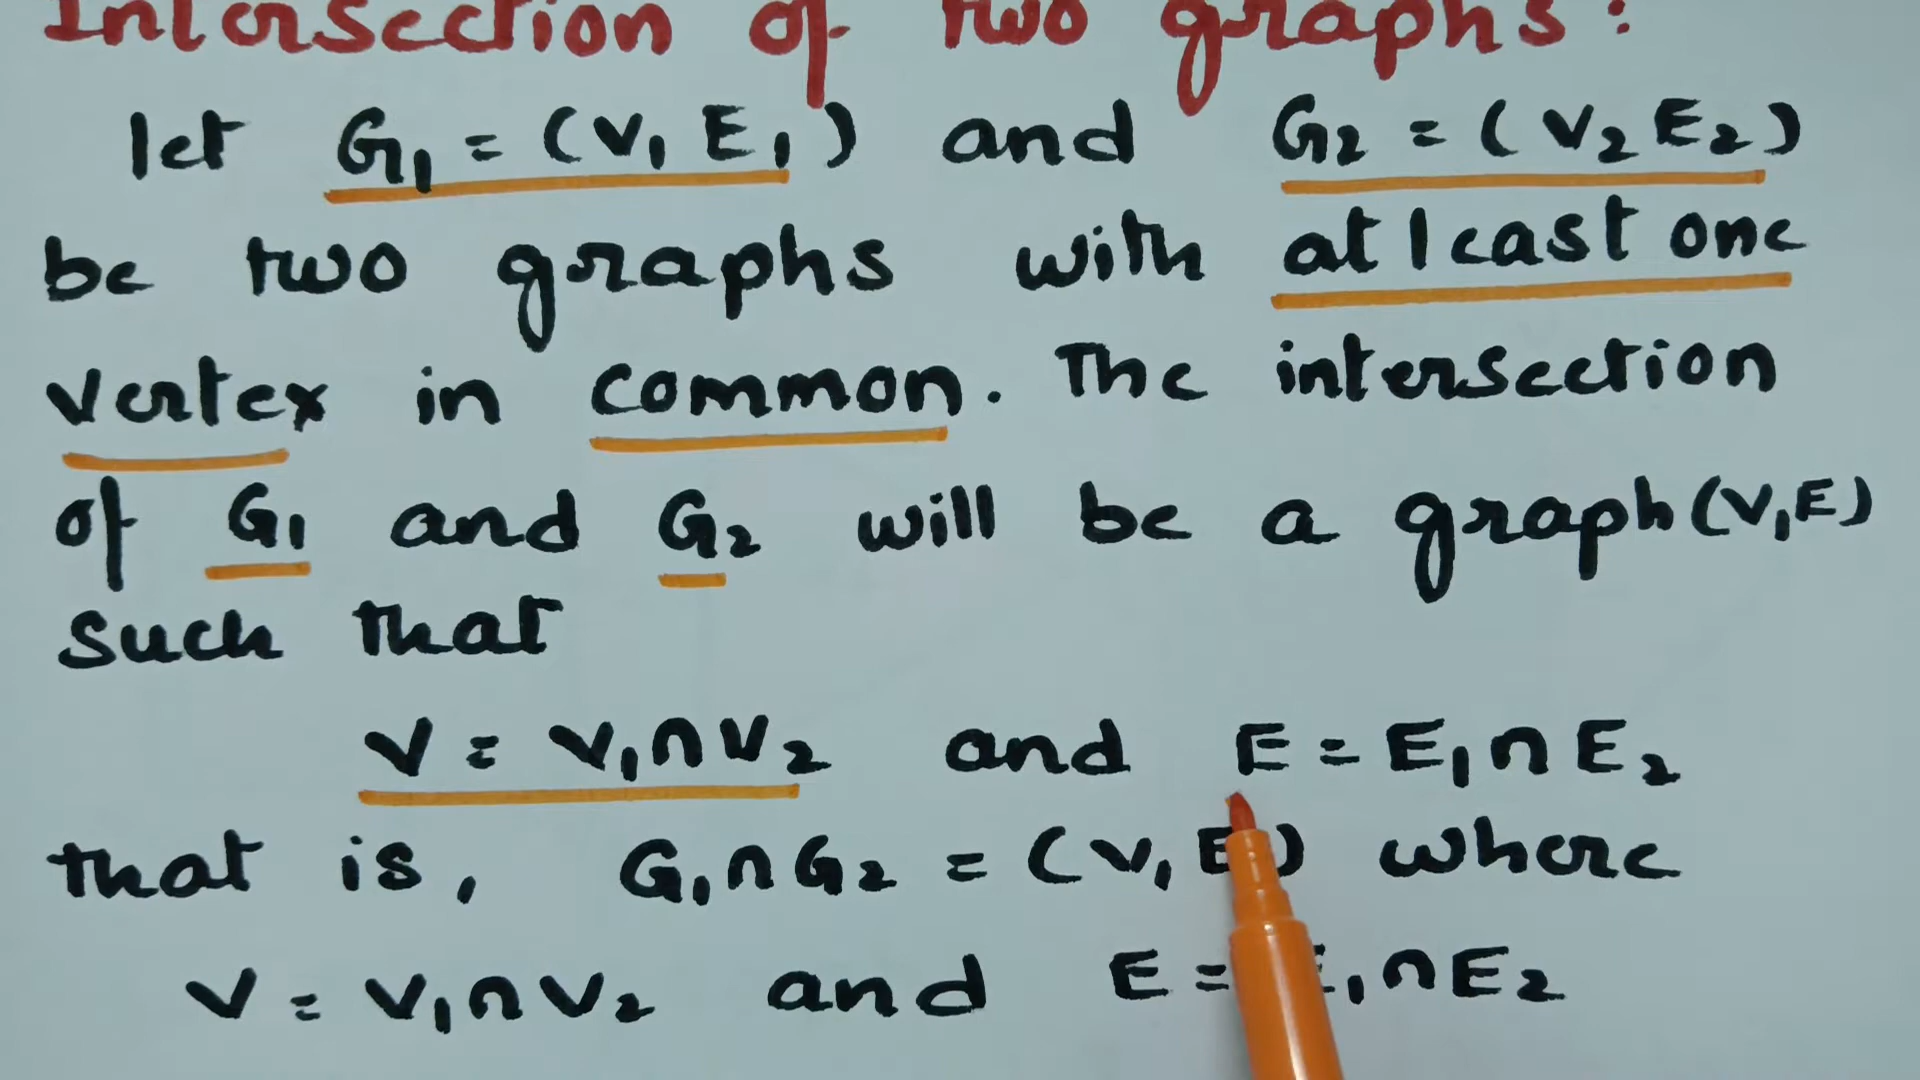 Intersection of two graphs:
let G1 = (V1 E1) and G2 = (V2 E2)
be two graphs with at least one
vertex in common. The intersection
of G1 and G2 will be a graph (V,E)
such that
V = V1 ∩ V2 and E = E1 ∩ E2
that is, G1 ∩ G2 = (V, E) where
V = V1 ∩ V2 and E = E1 ∩ E2